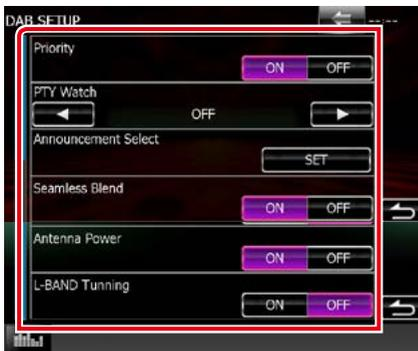 DAB SETUP --:--
Priority
ON OFF
PTY Watch
OFF
Announcement Select
SET
Seamless Blend
ON OFF
Antenna Power
ON OFF
L-BAND Tunning
ON OFF